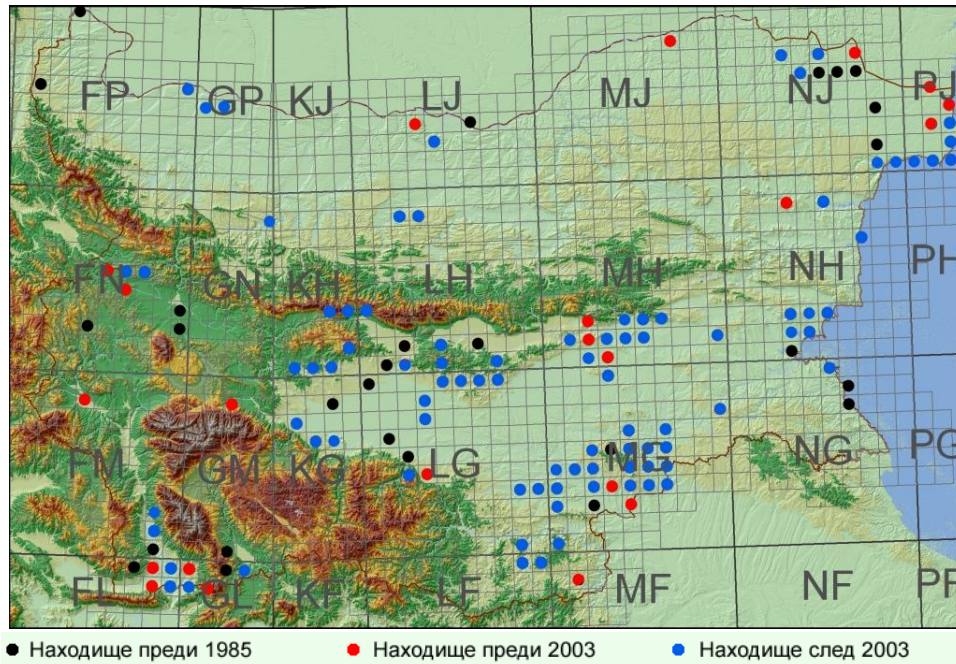 FP GP KJ LJ MJ NJ PJ
FN GN KH LH MH NH PH
FM GM KG LG MG NG PG
FL GL KF LF MF NF PF
Находище преди 1985 Находище преди 2003 Находище след 2003